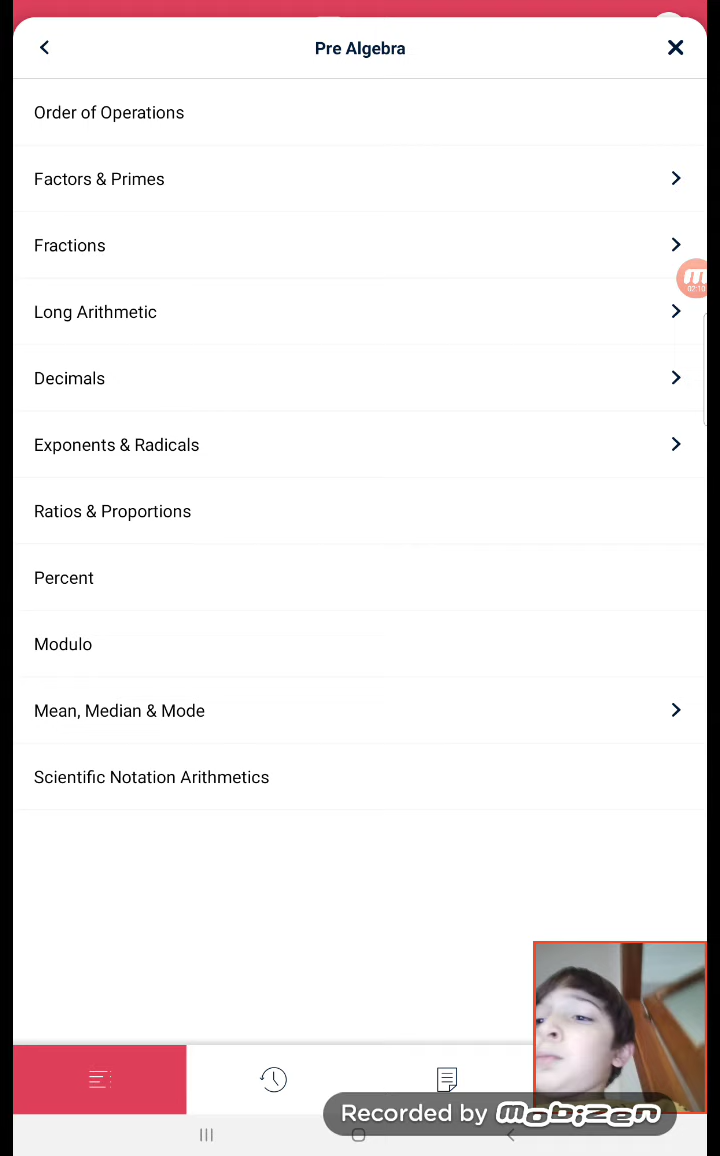 Pre Algebra
Order of Operations
Factors & Primes
Fractions
Long Arithmetic
Decimals
Exponents & Radicals
Ratios & Proportions
Percent
Modulo
Mean, Median & Mode
Scientific Notation Arithmetics
Recorded by mobizen